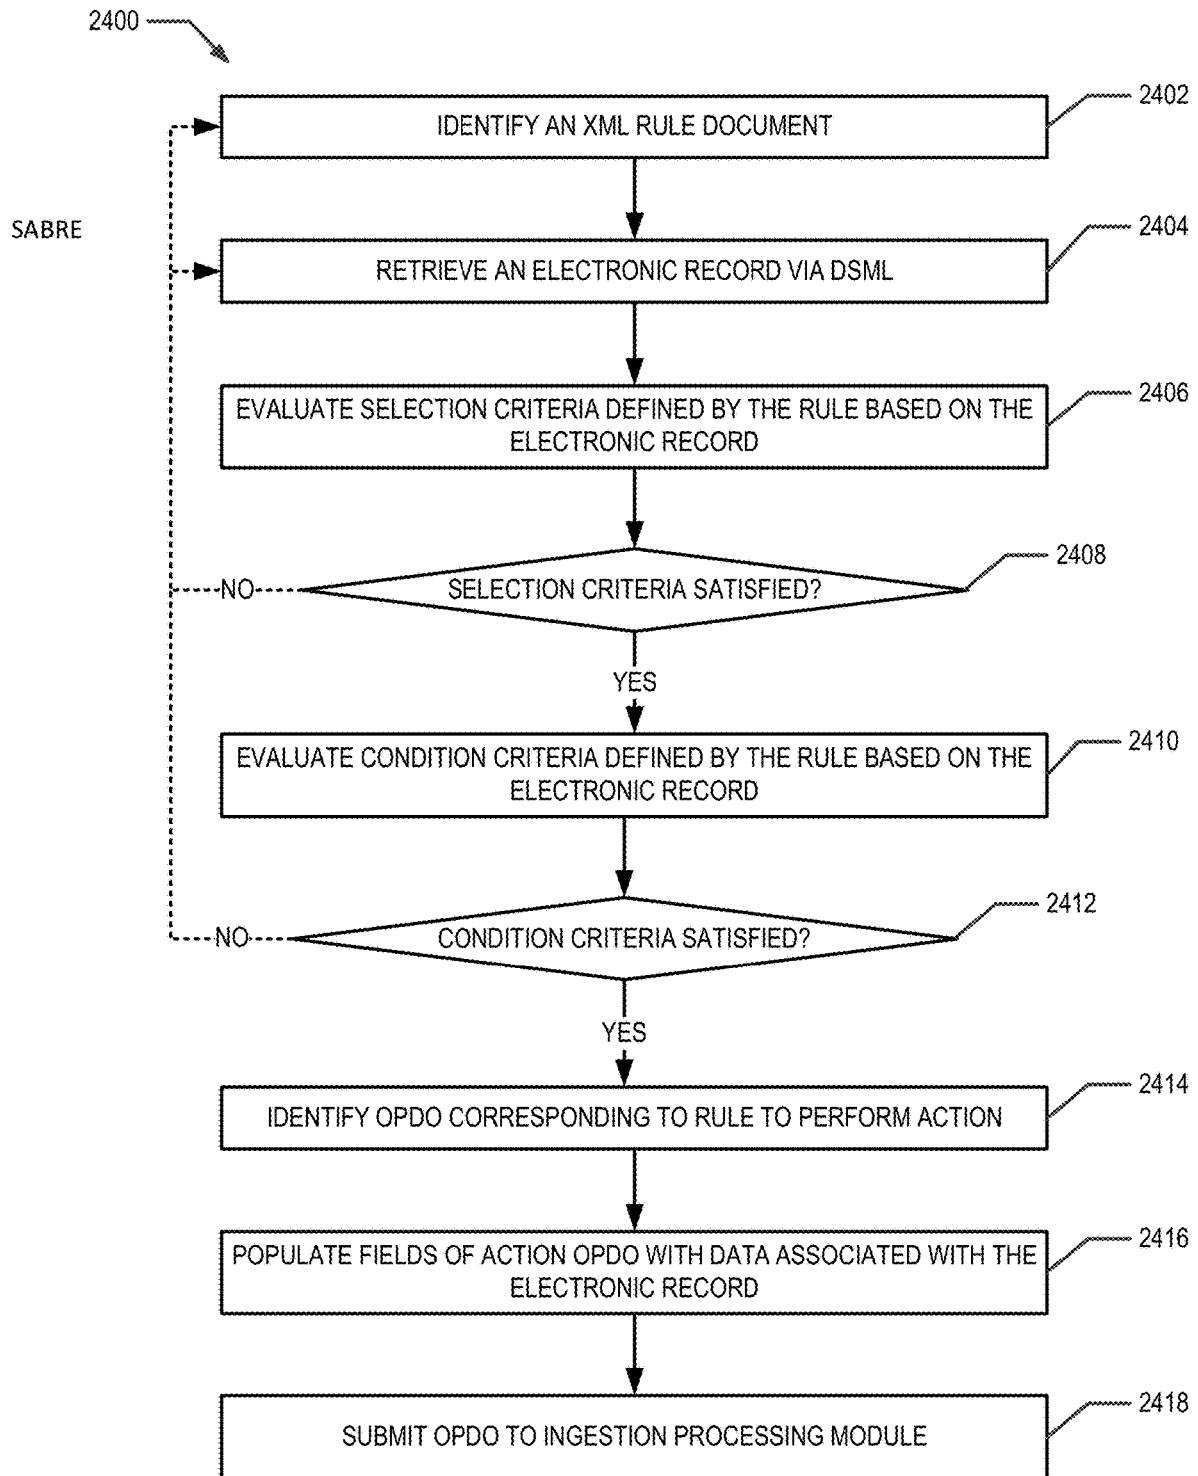 2400
2402
IDENTIFY AN XML RULE DOCUMENT
SABRE
2404
RETRIEVE AN ELECTRONIC RECORD VIA DSML
2406
EVALUATE SELECTION CRITERIA DEFINED BY THE RULE BASED ON THE
ELECTRONIC RECORD
2408
NO
SELECTION CRITERIA SATISFIED?
YES
2410
EVALUATE CONDITION CRITERIA DEFINED BY THE RULE BASED ON THE
ELECTRONIC RECORD
2412
NO
CONDITION CRITERIA SATISFIED?
YES
2414
IDENTIFY OPDO CORRESPONDING TO RULE TO PERFORM ACTION
2416
POPULATE FIELDS OF ACTION OPDO WITH DATA ASSOCIATED WITH THE
ELECTRONIC RECORD
2418
SUBMIT OPDO TO INGESTION PROCESSING MODULE